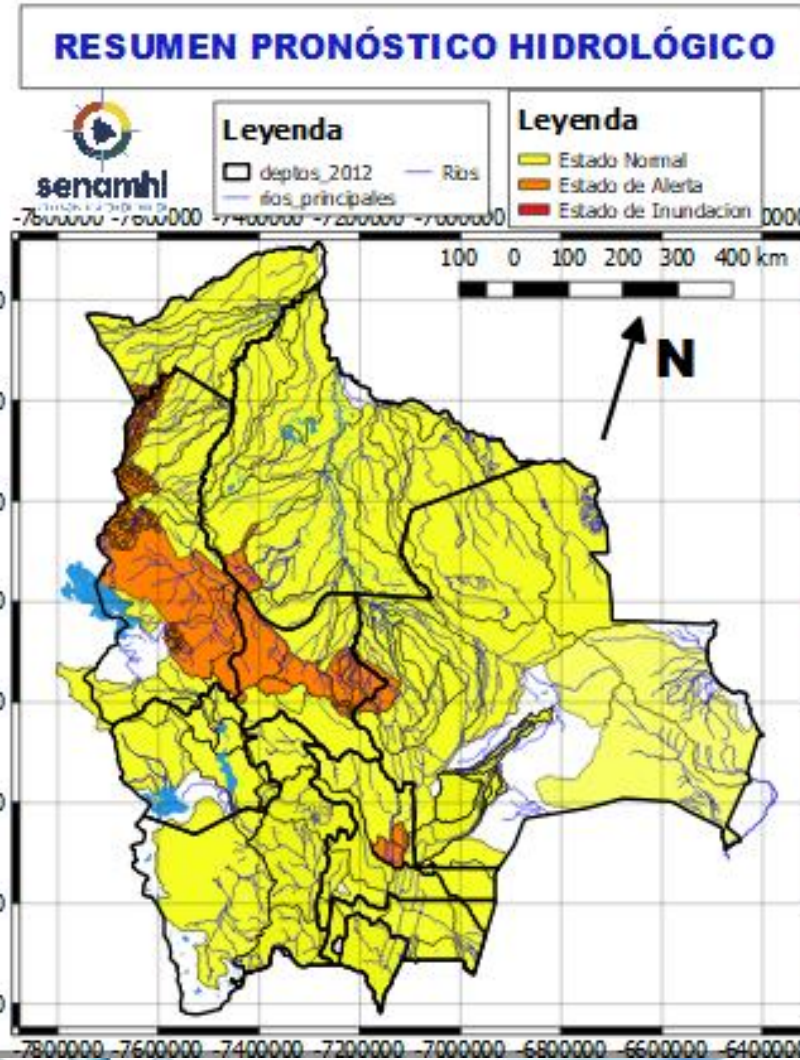 RESUMEN PRONÓSTICO HIDROLÓGICO
senamhi
Leyenda
deptos_2012
Rios
rios_principales
Leyenda
Estado Normal
Estado de Alerta
Estado de Inundacion
-7800000 -7600000 -7400000 -7200000 -7000000
100 0 100 200 300 400 km
N
-7800000 -7600000 -7400000 -7200000 -7000000 -6800000 -6600000 -6400000